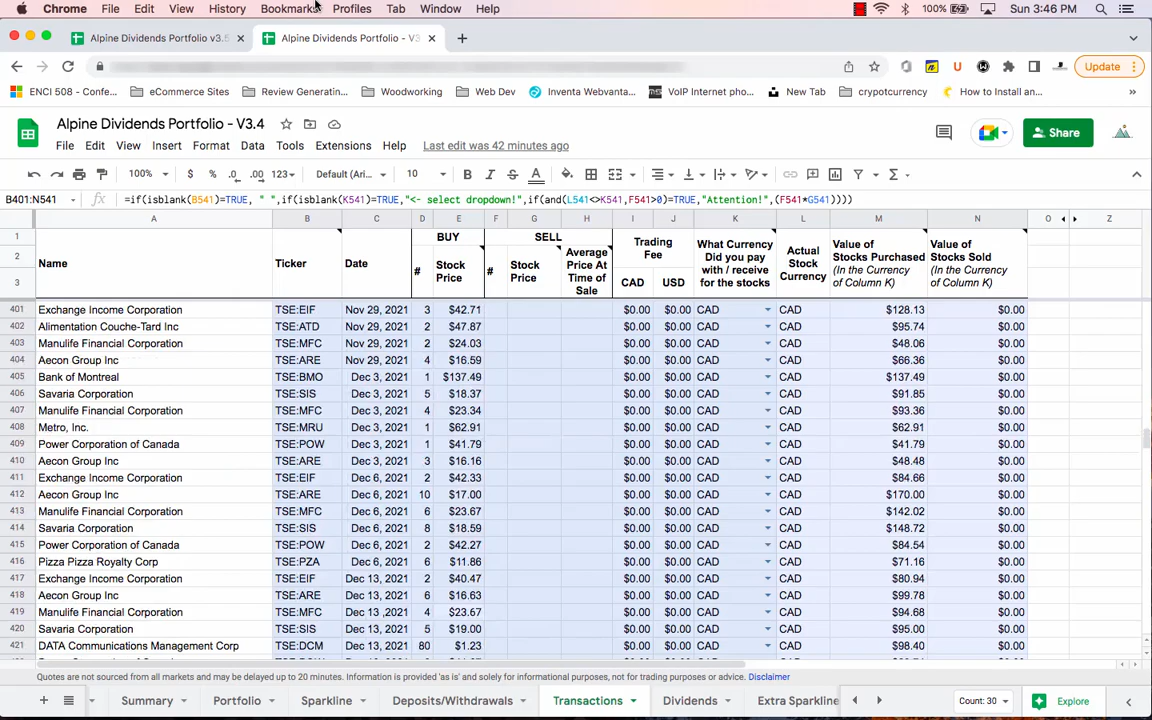 Chrome File Edit View History Bookmarks Profiles Tab Window Help 100% Sun 3:46 PM
Alpine Dividends Portfolio v3.5 Alpine Dividends Portfolio - V3
Update
ENCI 508 - Confe... eCommerce Sites Review Generatin... Woodworking Web Dev Inventa Webvanta... VoIP Internet pho... New Tab cryptocurrency How to Install an...
Alpine Dividends Portfolio - V3.4
File Edit View Insert Format Data Tools Extensions Help Last edit was 42 minutes ago
Share
100% $ % .0 .00 123 Default (Ari... 10 B I S A
B401:N541 fx =if(isblank(B541)=TRUE, " ",if(isblank(K541)=TRUE,"<- select dropdown!",if(and(L541<>K541,F541>0)=TRUE,"Attention!",(F541*G541))))
A B C D E F G H I J K L M N O Z
1 BUY SELL
2
3
Name Ticker Date # Stock Price # Stock Price Average Price At Time of Sale Trading Fee CAD USD What Currency Did you pay with / receive for the stocks Actual Stock Currency Value of Stocks Purchased (In the Currency of Column K) Value of Stocks Sold (In the Currency of Column K)
401 Exchange Income Corporation TSE:EIF Nov 29, 2021 3 $42.71 $0.00 $0.00 CAD CAD $128.13 $0.00
402 Alimentation Couche-Tard Inc TSE:ATD Nov 29, 2021 2 $47.87 $0.00 $0.00 CAD CAD $95.74 $0.00
403 Manulife Financial Corporation TSE:MFC Nov 29, 2021 2 $24.03 $0.00 $0.00 CAD CAD $48.06 $0.00
404 Aecon Group Inc TSE:ARE Nov 29, 2021 4 $16.59 $0.00 $0.00 CAD CAD $66.36 $0.00
405 Bank of Montreal TSE:BMO Dec 3, 2021 1 $137.49 $0.00 $0.00 CAD CAD $137.49 $0.00
406 Savaria Corporation TSE:SIS Dec 3, 2021 5 $18.37 $0.00 $0.00 CAD CAD $91.85 $0.00
407 Manulife Financial Corporation TSE:MFC Dec 3, 2021 4 $23.34 $0.00 $0.00 CAD CAD $93.36 $0.00
408 Metro, Inc. TSE:MRU Dec 3, 2021 1 $62.91 $0.00 $0.00 CAD CAD $62.91 $0.00
409 Power Corporation of Canada TSE:POW Dec 3, 2021 1 $41.79 $0.00 $0.00 CAD CAD $41.79 $0.00
410 Aecon Group Inc TSE:ARE Dec 3, 2021 3 $16.16 $0.00 $0.00 CAD CAD $48.48 $0.00
411 Exchange Income Corporation TSE:EIF Dec 6, 2021 2 $42.33 $0.00 $0.00 CAD CAD $84.66 $0.00
412 Aecon Group Inc TSE:ARE Dec 6, 2021 10 $17.00 $0.00 $0.00 CAD CAD $170.00 $0.00
413 Manulife Financial Corporation TSE:MFC Dec 6, 2021 6 $23.67 $0.00 $0.00 CAD CAD $142.02 $0.00
414 Savaria Corporation TSE:SIS Dec 6, 2021 8 $18.59 $0.00 $0.00 CAD CAD $148.72 $0.00
415 Power Corporation of Canada TSE:POW Dec 6, 2021 2 $42.27 $0.00 $0.00 CAD CAD $84.54 $0.00
416 Pizza Pizza Royalty Corp TSE:PZA Dec 6, 2021 6 $11.86 $0.00 $0.00 CAD CAD $71.16 $0.00
417 Exchange Income Corporation TSE:EIF Dec 13, 2021 2 $40.47 $0.00 $0.00 CAD CAD $80.94 $0.00
418 Aecon Group Inc TSE:ARE Dec 13 ,2021 6 $16.63 $0.00 $0.00 CAD CAD $99.78 $0.00
419 Manulife Financial Corporation TSE:MFC Dec 13 ,2021 4 $23.67 $0.00 $0.00 CAD CAD $94.68 $0.00
420 Savaria Corporation TSE:SIS Dec 13, 2021 5 $19.00 $0.00 $0.00 CAD CAD $95.00 $0.00
421 DATA Communications Management Corp TSE:DCM Dec 13, 2021 80 $1.23 $0.00 $0.00 CAD CAD $98.40 $0.00
Quotes are not sourced from all markets and may be delayed up to 20 minutes. Information is provided 'as is' and solely for informational purposes, not for trading purposes or advice. Disclaimer
Summary Portfolio Sparkline Deposits/Withdrawals Transactions Dividends Extra Sparkline Count: 30 Explore